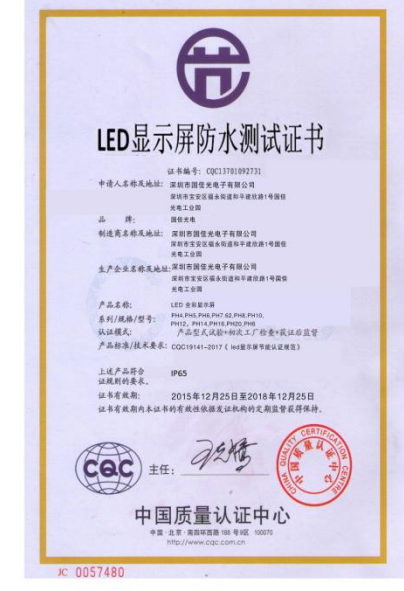 LED显示屏防水测试证书
证书编号: CQC13701092731
申请人名称及地址: 深圳市国佳光电子有限公司
深圳市宝安区福永街道和平建欣路1号国佳
光电工业园
品 牌: 国佳光电
制造商名称及地址: 深圳市国佳光电子有限公司
深圳市宝安区福永街道和平建欣路1号国佳
光电工业园
生产企业名称及地址: 深圳市国佳光电子有限公司
深圳市宝安区福永街道和平建欣路1号国佳
光电工业园
产品名称: LED 全彩显示屏
系列/规格/型号: PH4,PH5,PH6,PH7.62,PH8,PH10,
PH12, PH14,PH16,PH20,PH6
认证模式: 产品型式试验+初次工厂检查+获证后监督
产品标准/技术要求: CQC19141-2017《 led显示屏节能认证规范》
上述产品符合 IP65
证规则的要求。
证书有效期: 2015年12月25日至2018年12月25日
证书有效期内本证书的有效性依据发证机构的定期监督获得保持。
CQC
主任:
CHINA QUALITY CERTIFICATION CENTRE
中国质量认证中心
中国质量认证中心
中国·北京·南四环西路 188 号 9区 100070
http://www.cqc.com.cn
JC 0057480